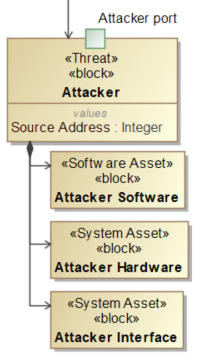 Attacker port
«Threat»
«block»
Attacker
values
Source Address : Integer
«Software Asset»
«block»
Attacker Software
«System Asset»
«block»
Attacker Hardware
«System Asset»
«block»
Attacker Interface